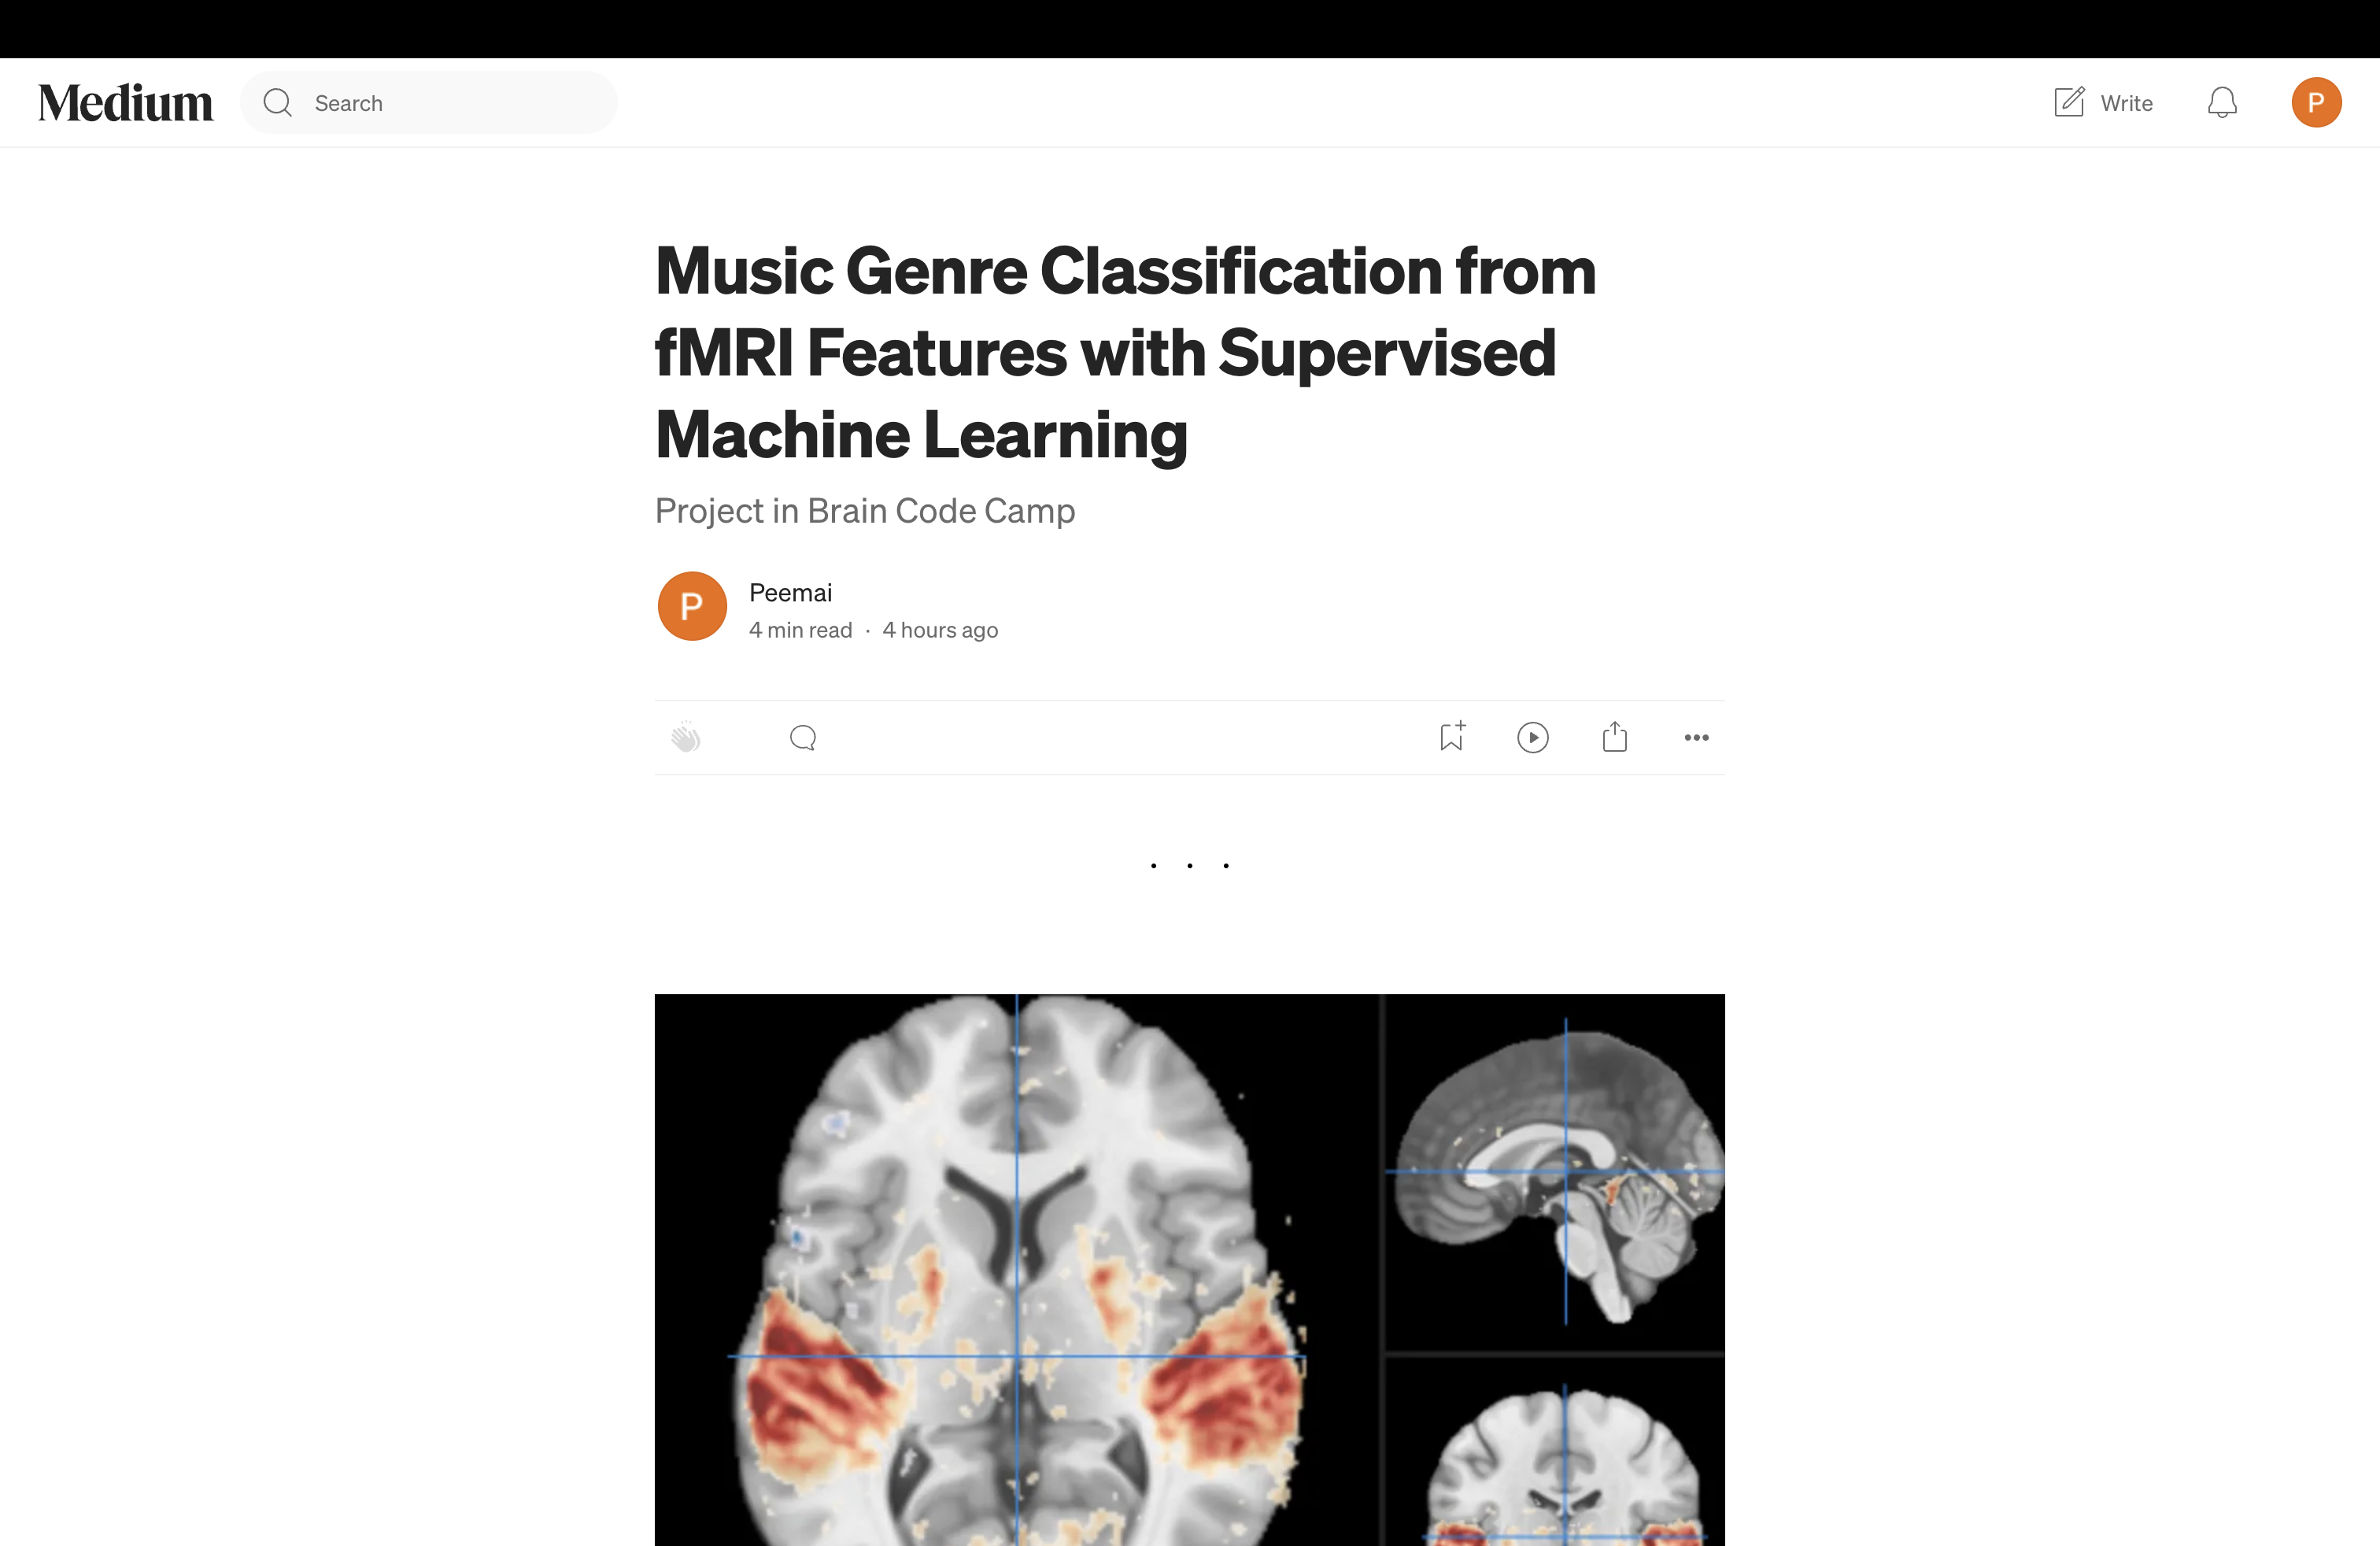 Medium
Search
Write
P
Music Genre Classification from
fMRI Features with Supervised
Machine Learning
Project in Brain Code Camp
P
Peemai
4 min read · 4 hours ago